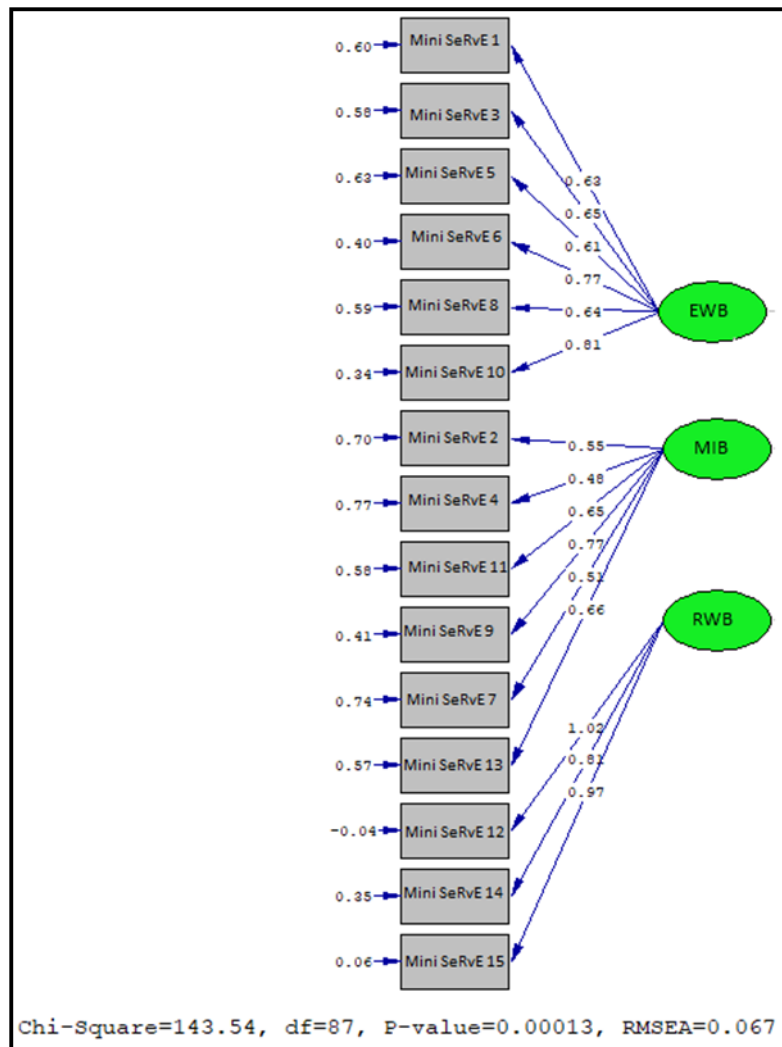 0.60 Mini SeRvE 1
0.58 Mini SeRvE 3
0.63 Mini SeRvE 5
0.63
0.65
0.40 Mini SeRvE 6
0.61
0.77
0.59 Mini SeRvE 8
0.64
EWB
0.81
0.34 Mini SeRvE 10
0.70 Mini SeRvE 2
0.55
MIB
0.48
0.77 Mini SeRvE 4
0.65
0.77
0.58 Mini SeRvE 11
0.51
0.66
0.41 Mini SeRvE 9
RWB
0.74 Mini SeRvE 7
1.02
0.57 Mini SeRvE 13
0.81
0.97
-0.04 Mini SeRvE 12
0.35 Mini SeRvE 14
0.06 Mini SeRvE 15
Chi-Square=143.54, df=87, P-value=0.00013, RMSEA=0.067